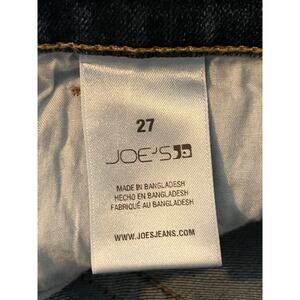 27
JOE'S
MADE IN BANGLADESH
HECHO EN BANGLADESH
FABRIQUÉ AU BANGLADESH
WWW.JOESJEANS.COM